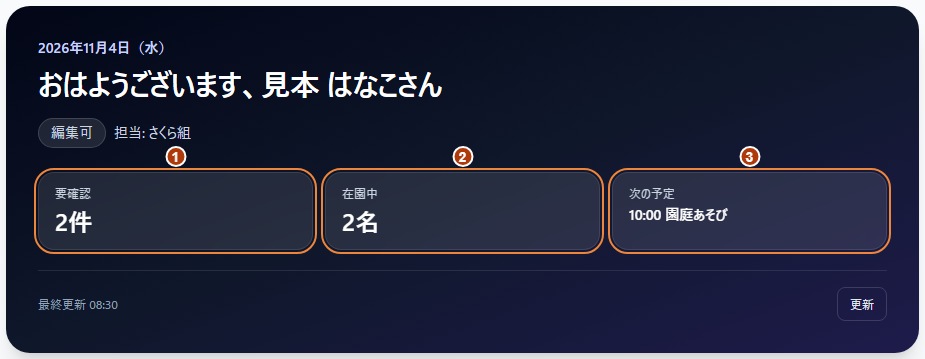 2026年11月4日（水）
おはようございます、見本 はなこさん
編集可 担当: さくら組
1 2 3
要確認 在園中 次の予定
2件 2名 10:00 園庭あそび
最終更新 08:30 更新